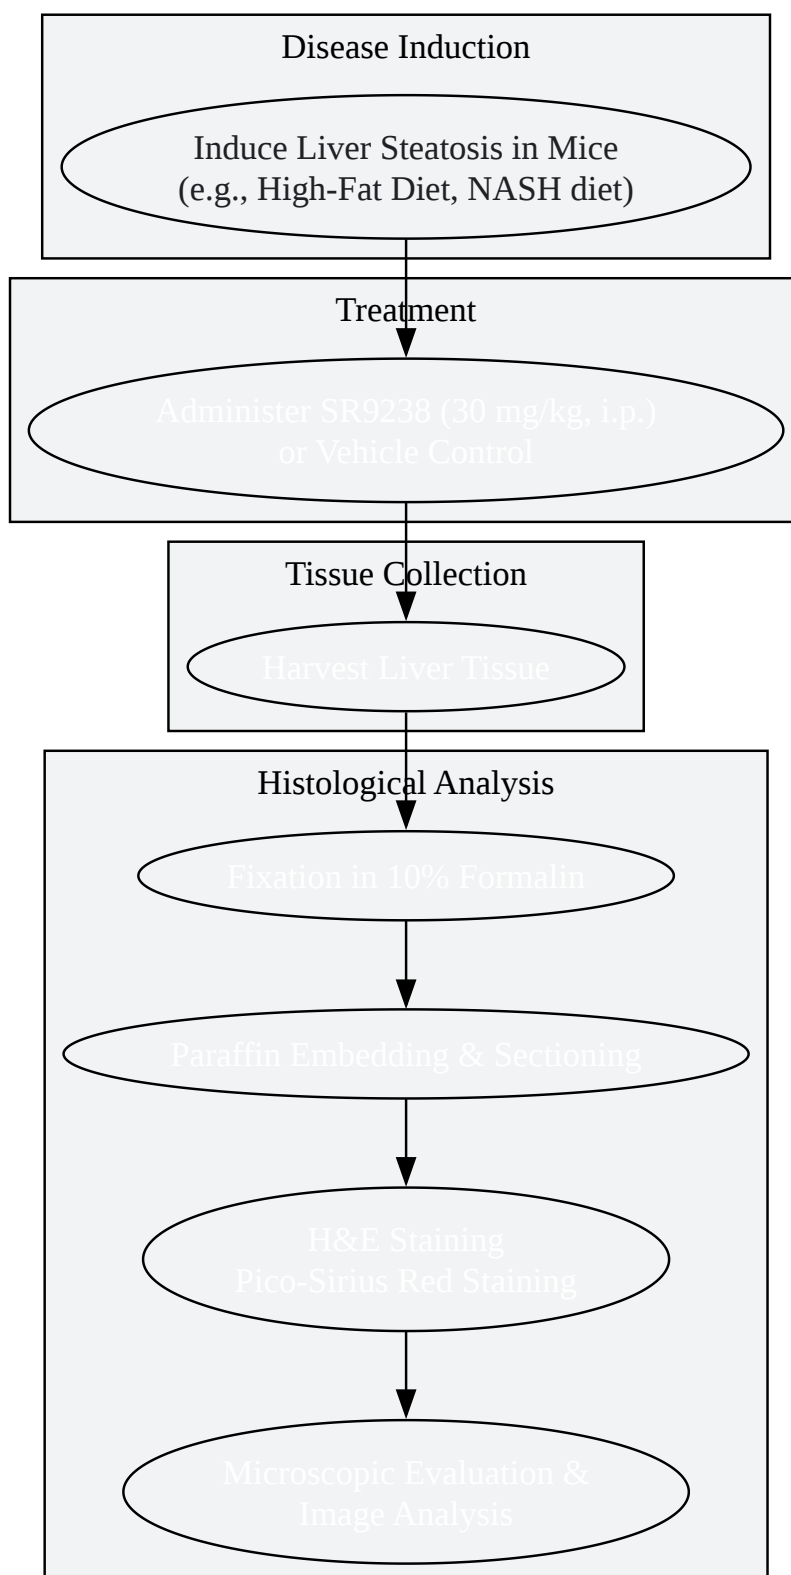 Disease Induction
Induce Liver Steatosis in Mice
(e.g., High-Fat Diet, NASH diet)
Treatment
Administer SR9238 (30 mg/kg, i.p.)
or Vehicle Control
Tissue Collection
Harvest Liver Tissue
Histological Analysis
Fixation in 10% Formalin
Paraffin Embedding & Sectioning
H&E Staining
Pico-Sirius Red Staining
Microscopic Evaluation &
Image Analysis